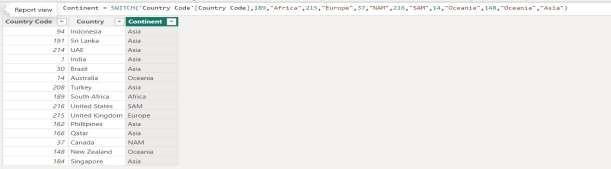 Report view
Continent = SWITCH('Country Code'[Country Code],189,"Africa",215,"Europe",37,"NAM",216,"SAM",14,"Oceania",148,"Oceania","Asia")
Country Code Country Continent
94 Indonesia Asia
191 Sri Lanka Asia
214 UAE Asia
1 India Asia
30 Brazil Asia
14 Australia Oceania
208 Turkey Asia
189 South Africa Africa
216 United States SAM
215 United Kingdom Europe
162 Phillipines Asia
166 Qatar Asia
37 Canada NAM
148 New Zealand Oceania
184 Singapore Asia